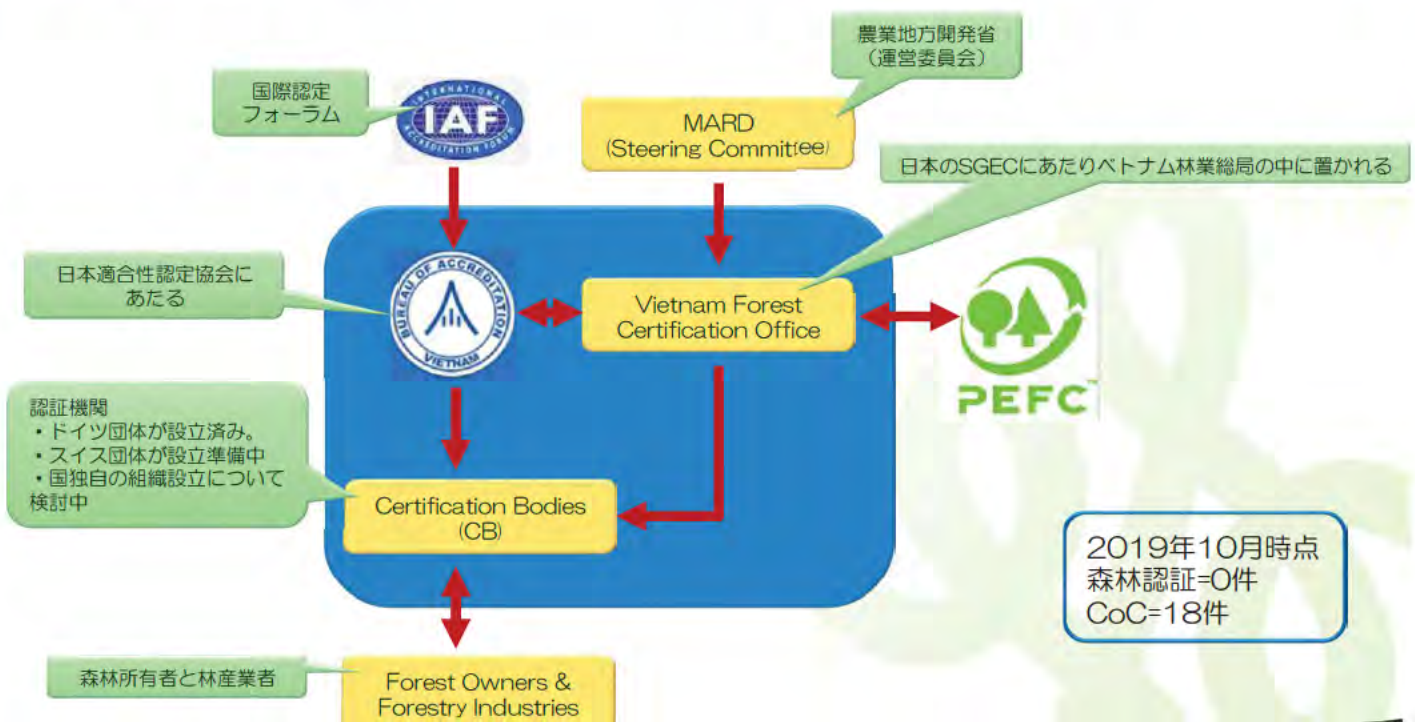 農業地方開発省
（運営委員会）
国際認定
フォーラム
INTERNATIONAL
IAF
ACCREDITATION FORUM
MARD
(Steering Committee)
日本のSGECにあたりベトナム林業総局の中に置かれる
日本適合性認定協会に
あたる
BUREAU OF ACCREDITATION
VIETNAM
Vietnam Forest
Certification Office
PEFC™
認証機関
・ドイツ団体が設立済み。
・スイス団体が設立準備中
・国独自の組織設立について
検討中
Certification Bodies
(CB)
2019年10月時点
森林認証=0件
CoC=18件
森林所有者と林産業者
Forest Owners &
Forestry Industries